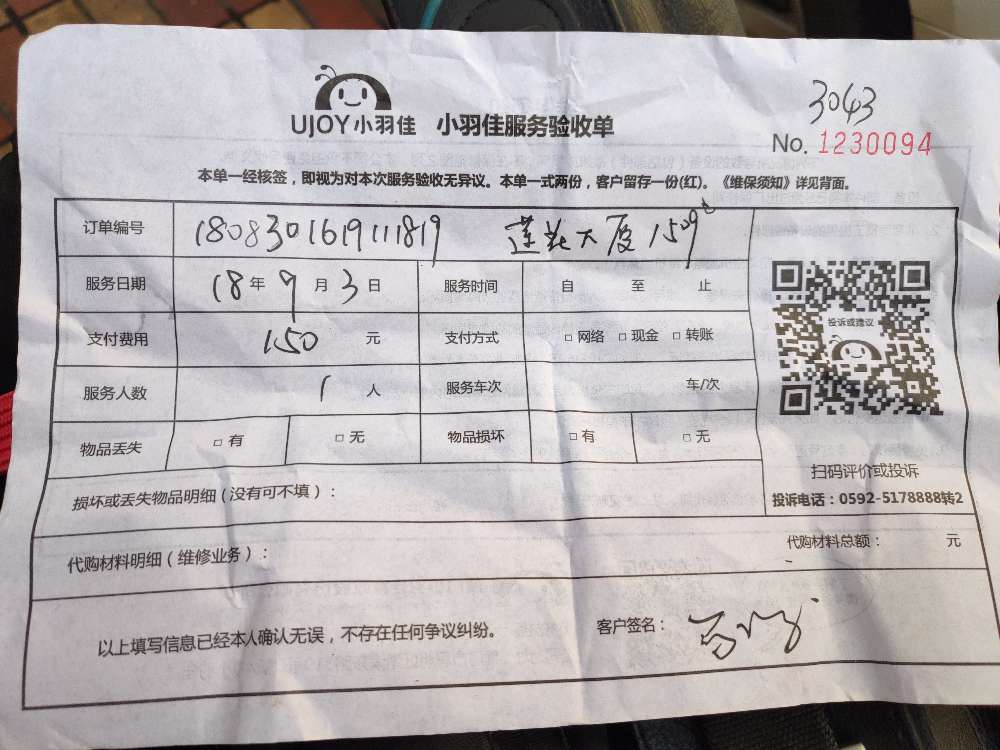 3043
UJOY小羽佳 小羽佳服务验收单
No. 1230094
本单一经核签，即视为对本次服务验收无异议。本单一式两份，客户留存一份(红)。《维保须知》详见背面。
订单编号 1808301619111819 莲花大厦1509
服务日期 18年9月3日 服务时间 自 至 止
投诉或建议
支付费用 150 元 支付方式 □网络 □现金 □转账
服务人数 1 人 服务车次 车/次
物品丢失 □有 □无 物品损坏 □有 □无
扫码评价或投诉
投诉电话：0592-5178888转2
损坏或丢失物品明细（没有可不填）：
代购材料明细（维修业务）： 代购材料总额： 元
以上填写信息已经本人确认无误，不存在任何争议纠纷。 客户签名：